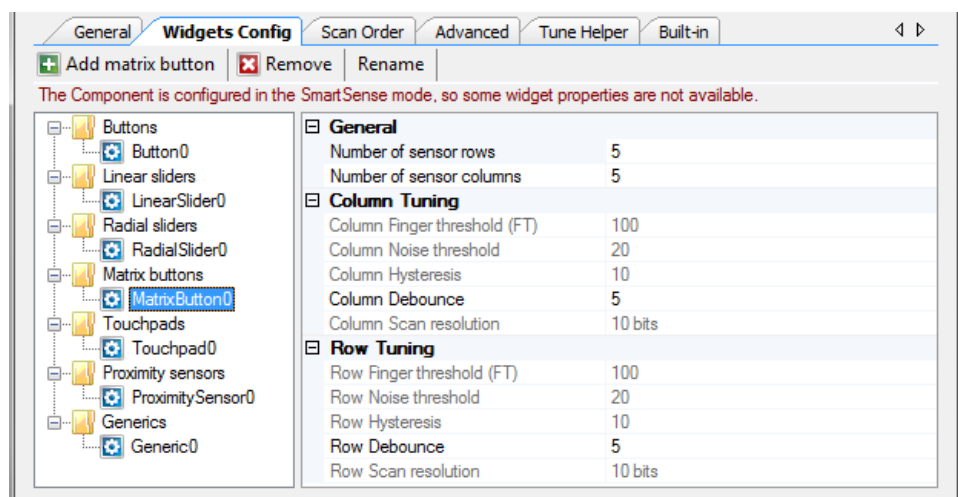 General Widgets Config Scan Order Advanced Tune Helper Built-in
Add matrix button Remove Rename
The Component is configured in the SmartSense mode, so some widget properties are not available.
Buttons
Button0
Linear sliders
LinearSlider0
Radial sliders
RadialSlider0
Matrix buttons
MatrixButton0
Touchpads
Touchpad0
Proximity sensors
ProximitySensor0
Generics
Generic0
General
Number of sensor rows 5
Number of sensor columns 5
Column Tuning
Column Finger threshold (FT) 100
Column Noise threshold 20
Column Hysteresis 10
Column Debounce 5
Column Scan resolution 10 bits
Row Tuning
Row Finger threshold (FT) 100
Row Noise threshold 20
Row Hysteresis 10
Row Debounce 5
Row Scan resolution 10 bits